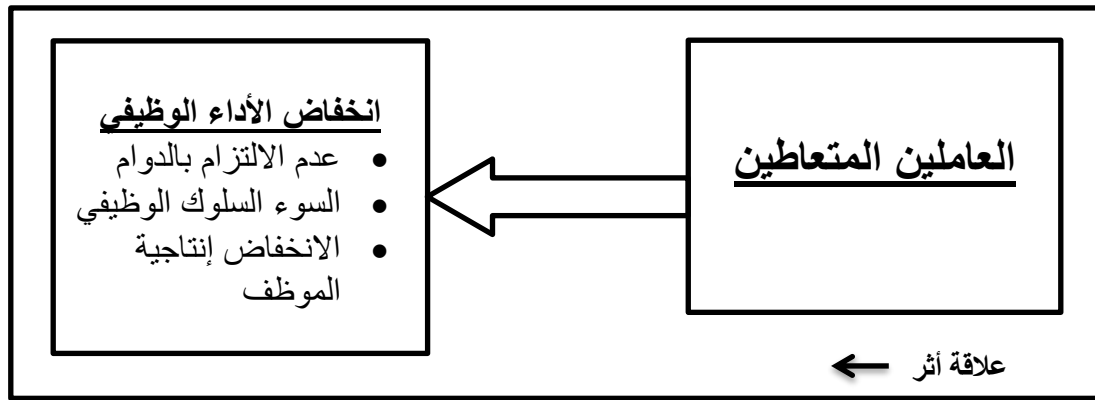 العاملين المتعاطين
انخفاض الأداء الوظيفي
• عدم الالتزام بالدوام
• السوء السلوك الوظيفي
• الانخفاض إنتاجية
الموظف
علاقة أثر